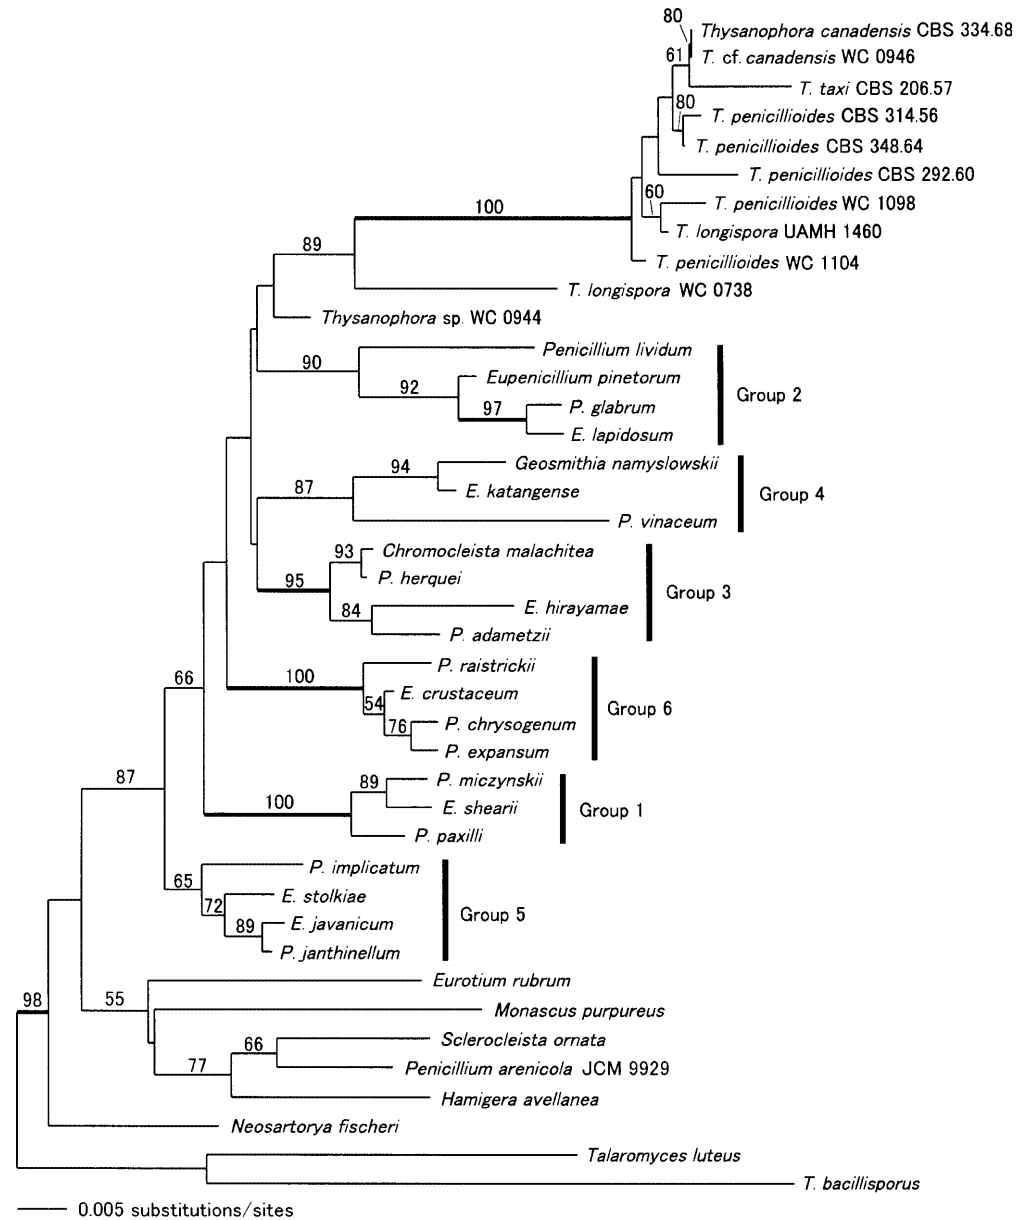 80
Thysanophora canadensis CBS 334.68
T. cf. canadensis WC 0946
61
T. taxi CBS 206.57
80
T. penicillioides CBS 314.56
T. penicillioides CBS 348.64
T. penicillioides CBS 292.60
60
T. penicillioides WC 1098
100
T. longispora UAMH 1460
89
T. penicillioides WC 1104
T. longispora WC 0738
Thysanophora sp. WC 0944
Penicillium lividum
90
Eupenicillium pinetorum
92
Group 2
97
P. glabrum
E. lapidosum
Geosmithia namyslowskii
94
E. katangense
87
Group 4
P. vinaceum
93
Chromocleista malachitea
P. herquei
95
Group 3
84
E. hirayamae
P. adametzii
P. raistrickii
66
100
E. crustaceum
54
Group 6
76
P. chrysogenum
P. expansum
87
89
P. miczynskii
100
E. shearii
Group 1
P. paxilli
P. implicatum
65
E. stolkiae
72
Group 5
89
E. javanicum
P. janthinellum
Eurotium rubrum
98
55
Monascus purpureus
66
Sclerocleista ornata
77
Penicillium arenicola JCM 9929
Hamigera avellanea
Neosartorya fischeri
Talaromyces luteus
T. bacillisporus
0.005 substitutions/sites